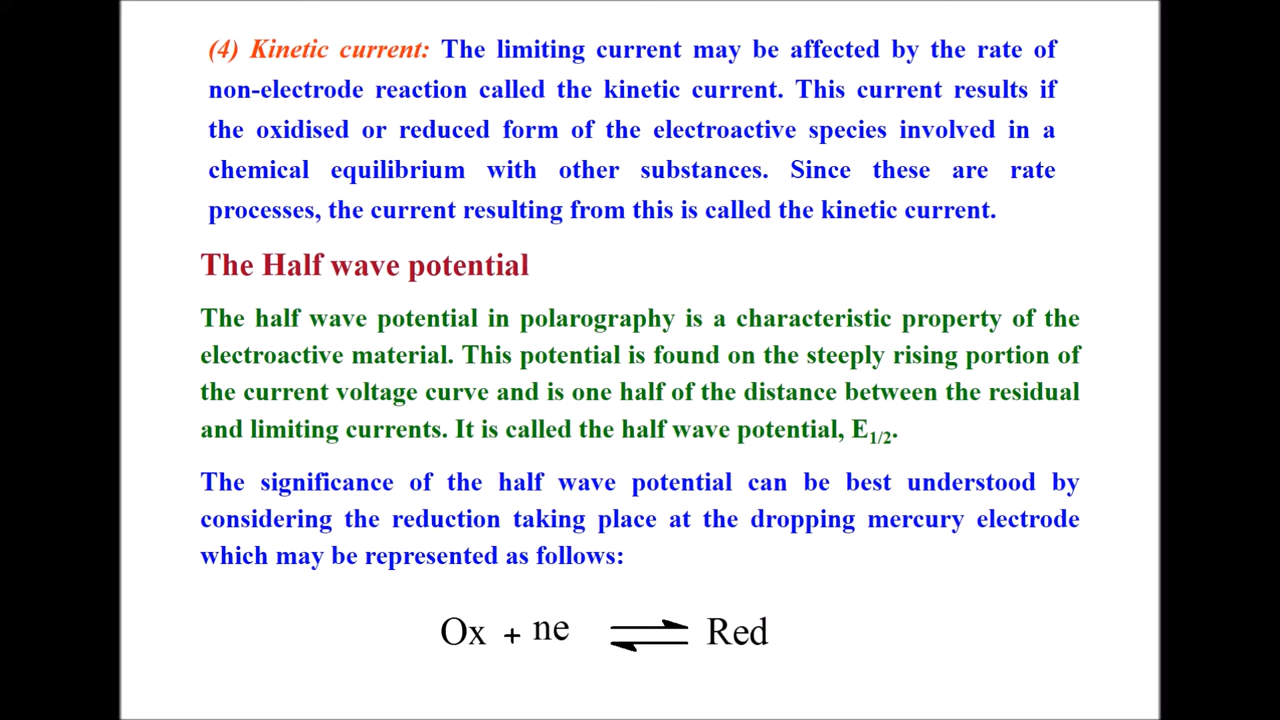 (4) Kinetic current: The limiting current may be affected by the rate of
non-electrode reaction called the kinetic current. This current results if
the oxidised or reduced form of the electroactive species involved in a
chemical equilibrium with other substances. Since these are rate
processes, the current resulting from this is called the kinetic current.
The Half wave potential
The half wave potential in polarography is a characteristic property of the
electroactive material. This potential is found on the steeply rising portion of
the current voltage curve and is one half of the distance between the residual
and limiting currents. It is called the half wave potential, E1/2.
The significance of the half wave potential can be best understood by
considering the reduction taking place at the dropping mercury electrode
which may be represented as follows:
Ox + ne ⇌ Red